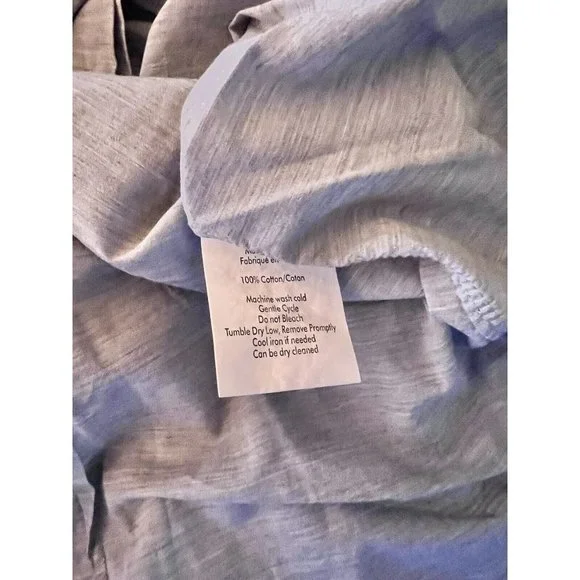 Fabriqué en
100% Cotton/Coton
Machine wash cold
Gentle Cycle
Do not Bleach
Tumble Dry Low, Remove Promptly
Cool iron if needed
Can be dry cleaned